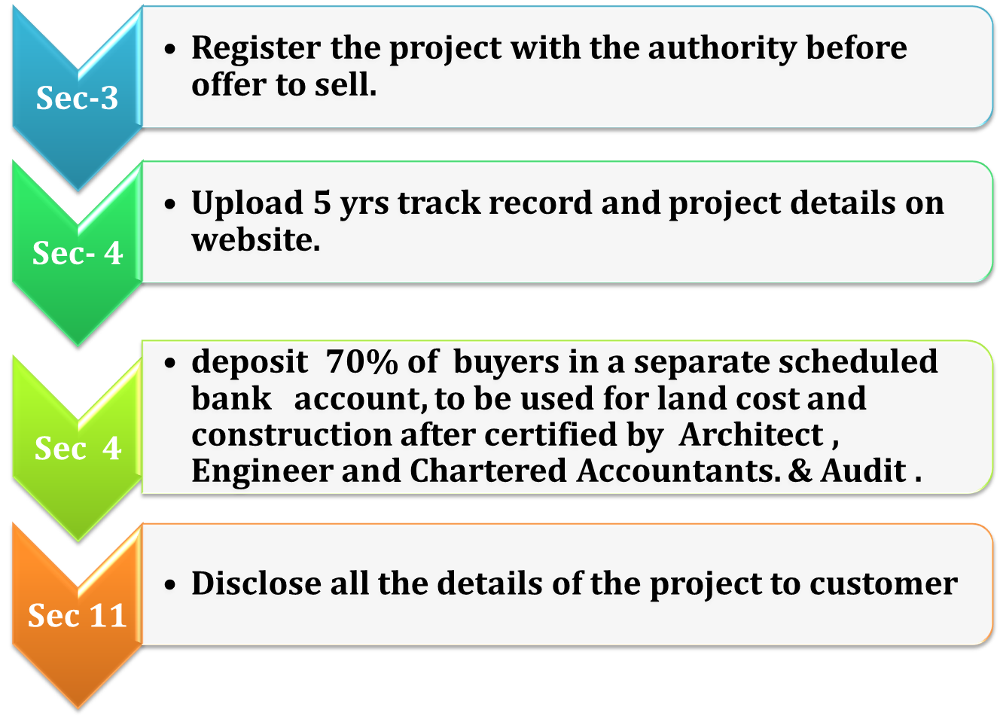 Sec-3
• Register the project with the authority before
offer to sell.
Sec- 4
• Upload 5 yrs track record and project details on
website.
Sec 4
• deposit 70% of buyers in a separate scheduled
bank account, to be used for land cost and
construction after certified by Architect ,
Engineer and Chartered Accountants. & Audit .
Sec 11
• Disclose all the details of the project to customer